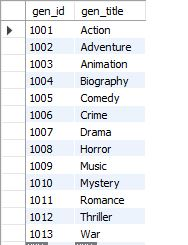 gen_id gen_title
1001 Action
1002 Adventure
1003 Animation
1004 Biography
1005 Comedy
1006 Crime
1007 Drama
1008 Horror
1009 Music
1010 Mystery
1011 Romance
1012 Thriller
1013 War